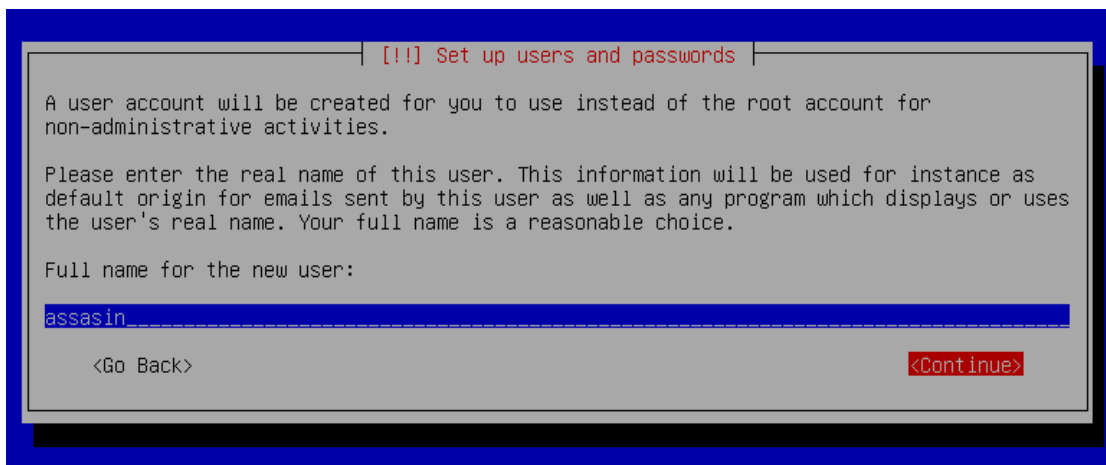 [!!] Set up users and passwords
A user account will be created for you to use instead of the root account for
non-administrative activities.
Please enter the real name of this user. This information will be used for instance as
default origin for emails sent by this user as well as any program which displays or uses
the user's real name. Your full name is a reasonable choice.
Full name for the new user:
assasin
<Go Back> <Continue>